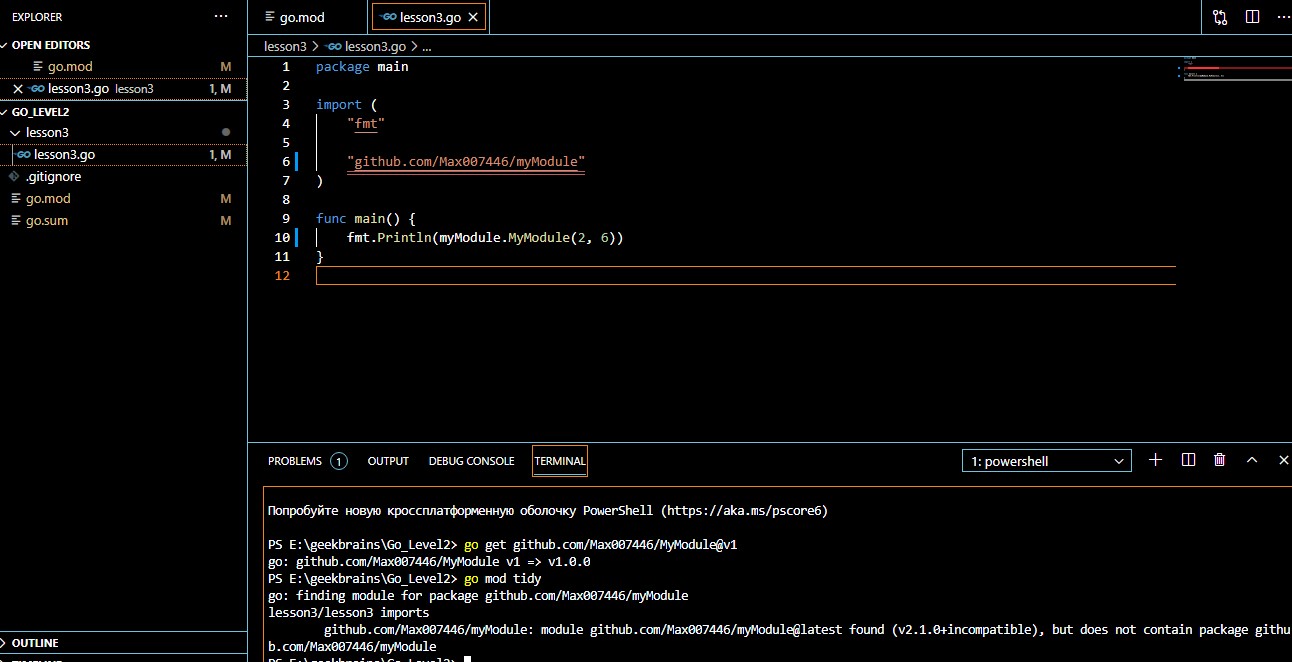 EXPLORER ...
go.mod
GO lesson3.go
OPEN EDITORS
go.mod M
GO lesson3.go lesson3 1, M
GO_LEVEL2
lesson3
GO lesson3.go 1, M
.gitignore
go.mod M
go.sum M
lesson3 > GO lesson3.go > ...
1 package main
2
3 import (
4 "fmt"
5
6 "github.com/Max007446/myModule"
7 )
8
9 func main() {
10 fmt.Println(myModule.MyModule(2, 6))
11 }
12
PROBLEMS 1 OUTPUT DEBUG CONSOLE TERMINAL 1: powershell
Попробуйте новую кроссплатформенную оболочку PowerShell (https://aka.ms/pscore6)
PS E:\geekbrains\Go_Level2> go get github.com/Max007446/MyModule@v1
go: github.com/Max007446/MyModule v1 => v1.0.0
PS E:\geekbrains\Go_Level2> go mod tidy
go: finding module for package github.com/Max007446/myModule
lesson3/lesson3 imports
github.com/Max007446/myModule: module github.com/Max007446/myModule@latest found (v2.1.0+incompatible), but does not contain package githu
b.com/Max007446/myModule
PS E:\geekbrains\Go_Level2>
OUTLINE